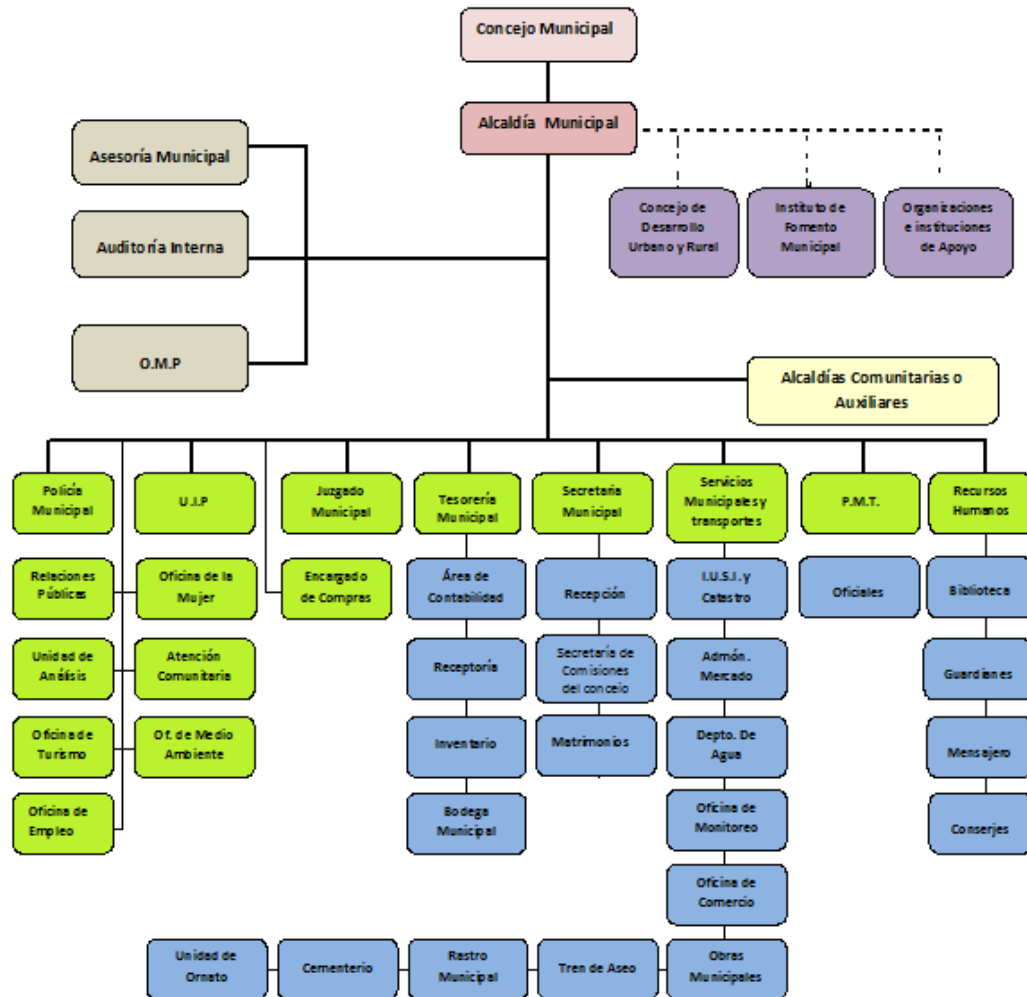 Concejo Municipal
Alcaldía Municipal
Asesoría Municipal
Auditoría Interna
O.M.P
Concejo de
Desarrollo
Urbano y Rural
Instituto de
Fomento
Municipal
Organizaciones
e instituciones
de Apoyo
Alcaldías Comunitarias o
Auxiliares
Policía
Municipal
U.I.P
Juzgado
Municipal
Tesorería
Municipal
Secretaría
Municipal
Servicios
Municipales y
transportes
P.M.T.
Recursos
Humanos
Relaciones
Públicas
Oficina de la
Mujer
Encargado
de Compras
Área de
Contabilidad
Recepción
I.U.S.I. y
Catastro
Oficiales
Biblioteca
Unidad de
Análisis
Atención
Comunitaria
Receptoría
Secretaría de
Comisiones
del conceio
Admón.
Mercado
Guardianes
Oficina de
Turismo
Of. de Medio
Ambiente
Inventario
Matrimonios
Depto. De
Agua
Mensajero
Oficina de
Empleo
Bodega
Municipal
Oficina de
Monitoreo
Conserjes
Oficina de
Comercio
Unidad de
Ornato
Cementerio
Rastro
Municipal
Tren de Aseo
Obras
Municipales